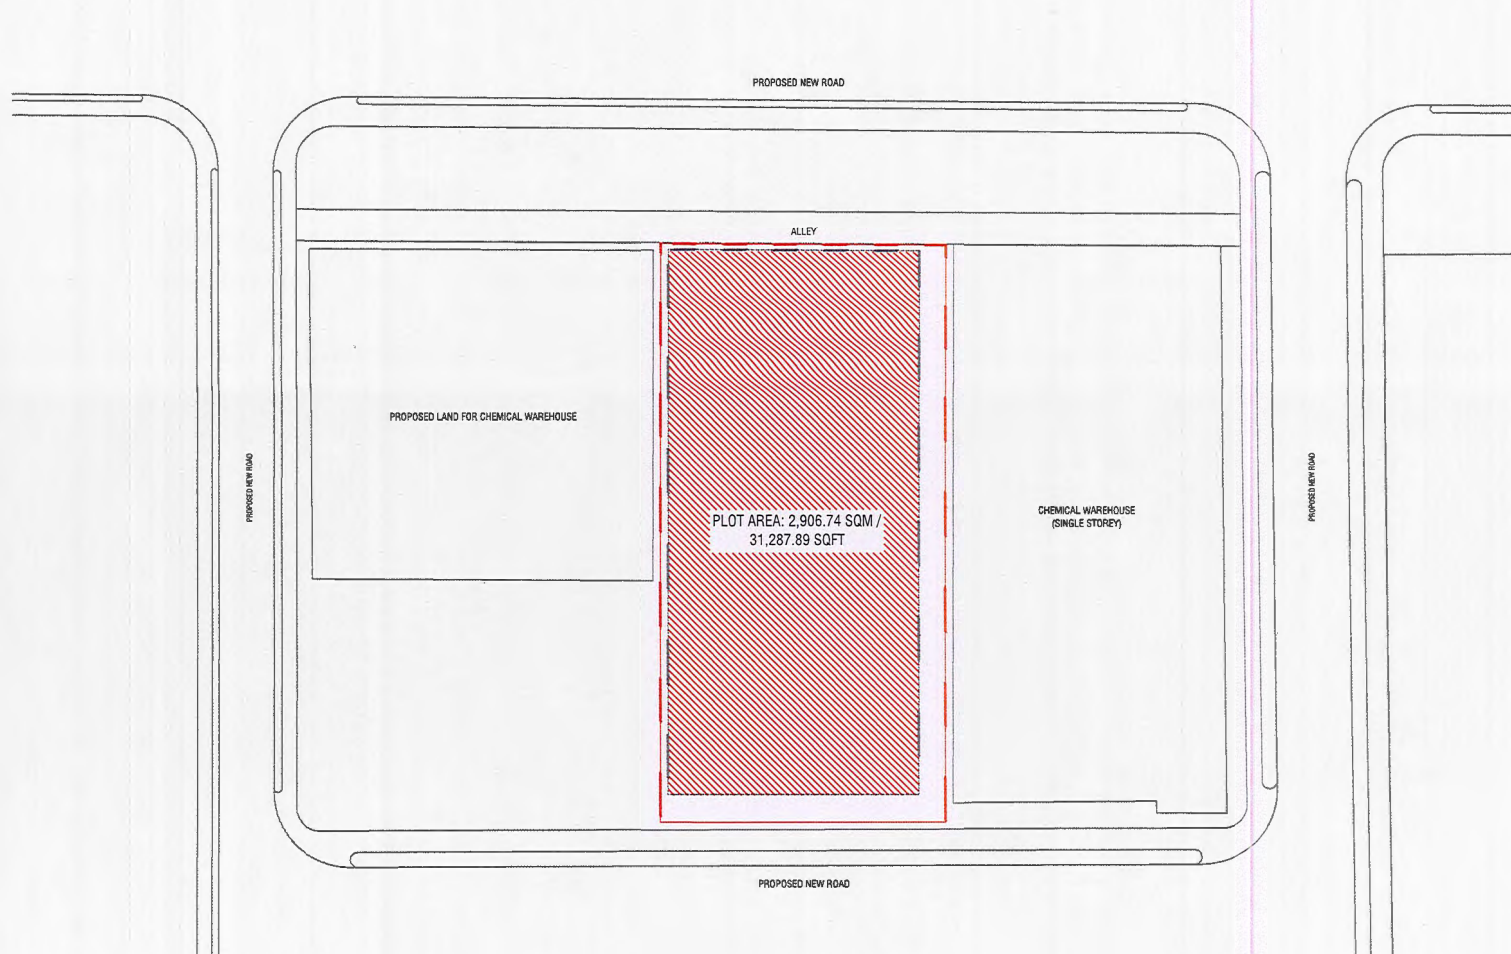 PROPOSED NEW ROAD
ALLEY
PROPOSED LAND FOR CHEMICAL WAREHOUSE
PROPOSED NEW ROAD
PLOT AREA: 2,906.74 SQM /
31,287.89 SQFT
CHEMICAL WAREHOUSE
(SINGLE STOREY)
PROPOSED NEW ROAD
PROPOSED NEW ROAD